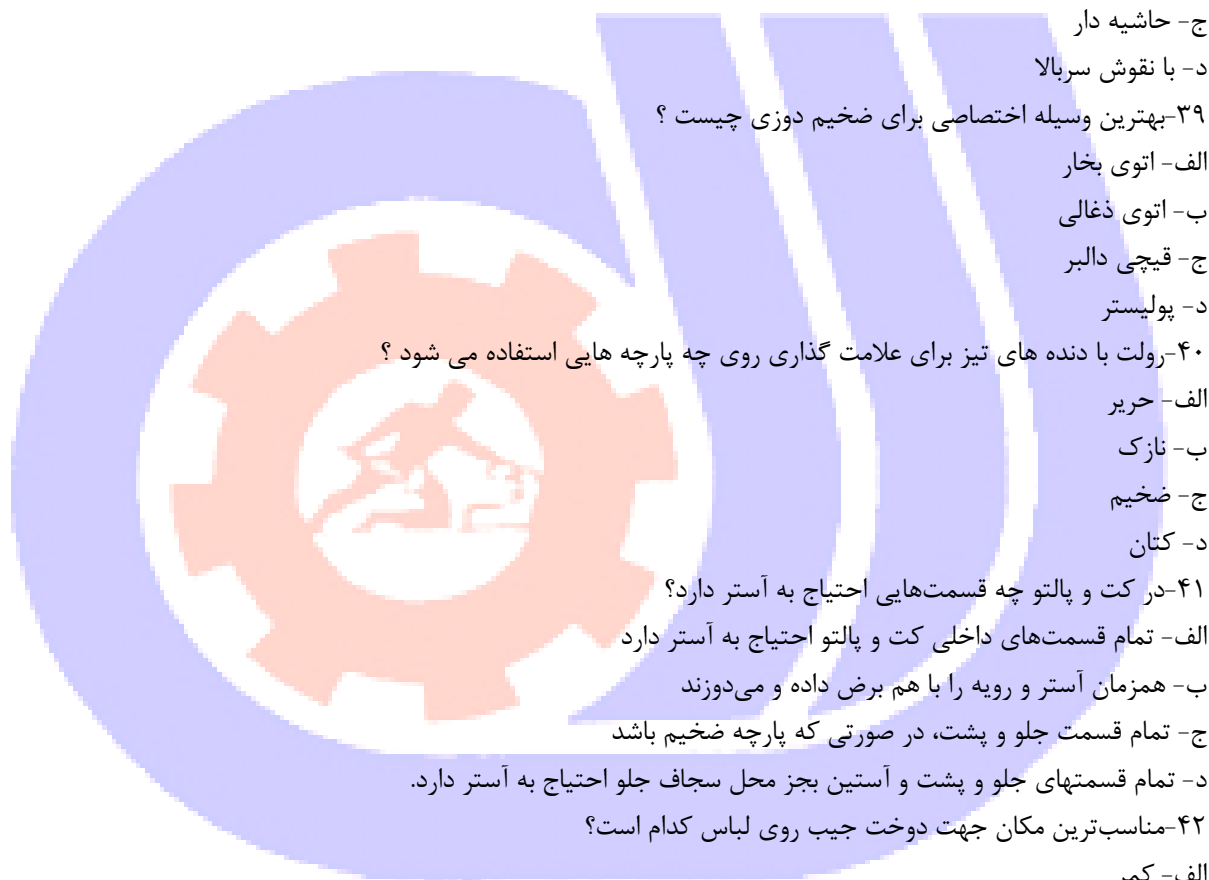 ج- حاشیه دار
د- با نقوش سربالا
۳۹-بهترین وسیله اختصاصی برای ضخیم دوزی چیست ؟
الف- اتوی بخار
ب- اتوی ذغالی
ج- قیچی دالبر
د- پولیستر
۴۰-رولت با دنده های تیز برای علامت گذاری روی چه پارچه هایی استفاده می شود ؟
الف- حریر
ب- نازک
ج- ضخیم
د- کتان
۴۱-در کت و پالتو چه قسمت‌هایی احتیاج به آستر دارد؟
الف- تمام قسمت‌های داخلی کت و پالتو احتیاج به آستر دارد
ب- همزمان آستر و رویه را با هم برض داده و می‌دوزند
ج- تمام قسمت جلو و پشت، در صورتی که پارچه ضخیم باشد
د- تمام قسمتهای جلو و پشت و آستین بجز محل سجاف جلو احتیاج به آستر دارد.
۴۲-مناسب‌ترین مکان جهت دوخت جیب روی لباس کدام است؟
الف- کمر